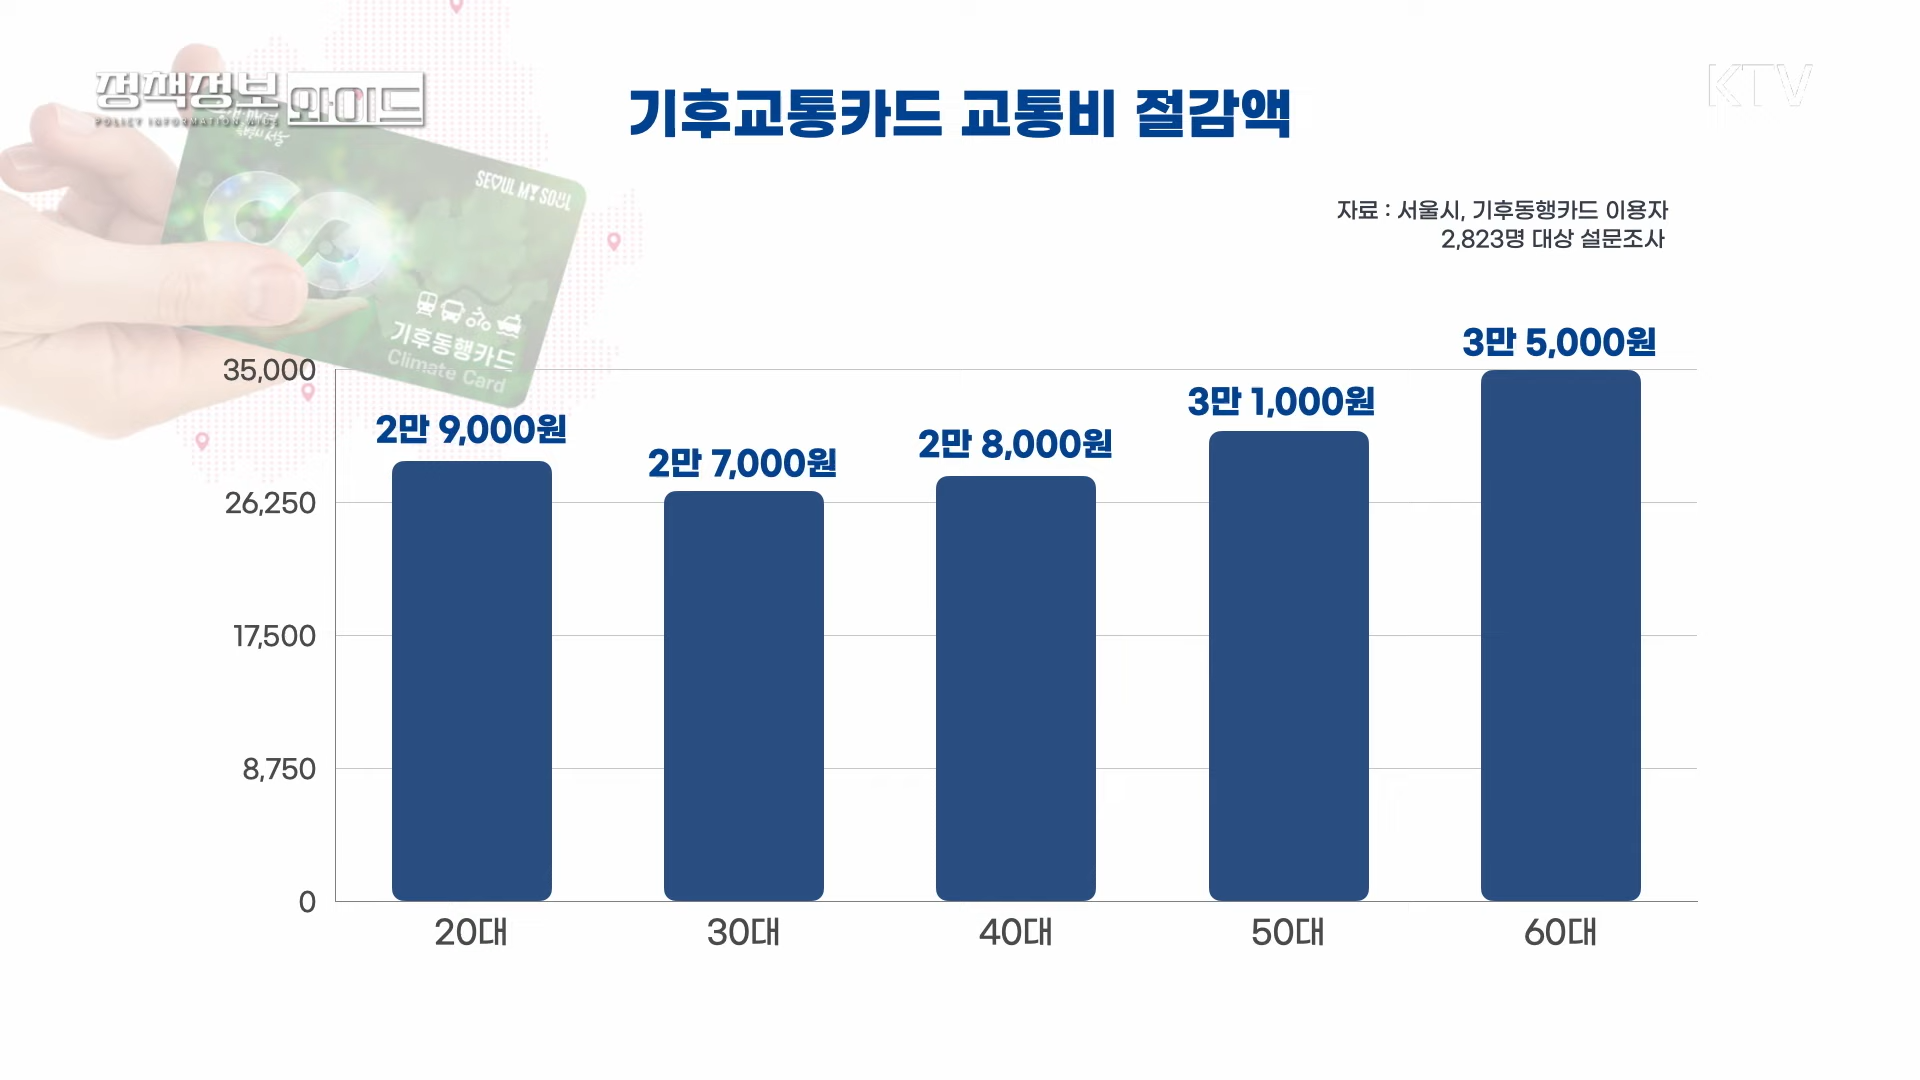 정책정보 와이드
POLICY INFORMATION WIDE
KTV
기후교통카드 교통비 절감액
자료 : 서울시, 기후동행카드 이용자
2,823명 대상 설문조사
SEOUL MY SOUL
기후동행카드
Climate Card
35,000
26,250
17,500
8,750
0
2만 9,000원
2만 7,000원
2만 8,000원
3만 1,000원
3만 5,000원
20대
30대
40대
50대
60대